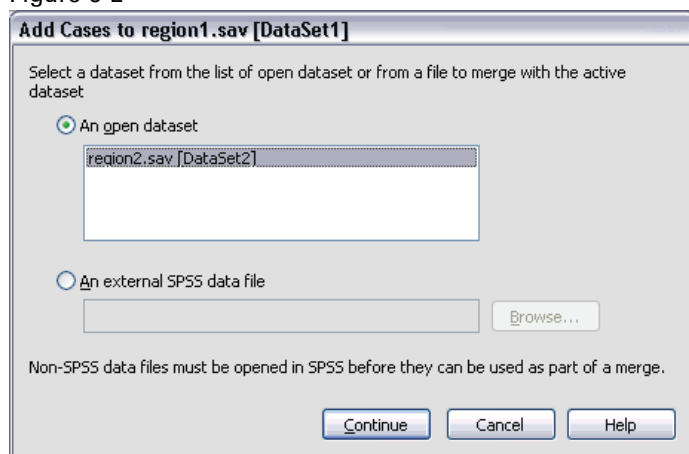 Add Cases to region1.sav [DataSet1]
Select a dataset from the list of open dataset or from a file to merge with the active
dataset
An open dataset
region2.sav [DataSet2]
An external SPSS data file
Browse...
Non-SPSS data files must be opened in SPSS before they can be used as part of a merge.
Continue Cancel Help